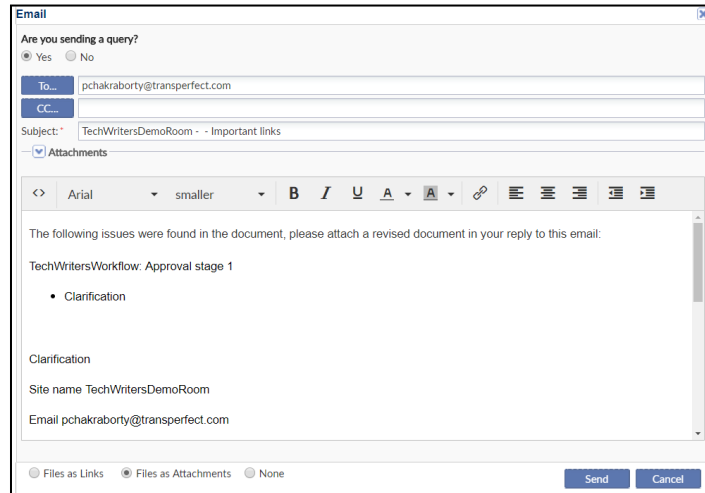 Email
Are you sending a query?
Yes No
To... pchakraborty@transperfect.com
CC...
Subject:* TechWritersDemoRoom - - Important links
Attachments
<> Arial smaller B I U A A
The following issues were found in the document, please attach a revised document in your reply to this email:
TechWritersWorkflow: Approval stage 1
• Clarification
Clarification
Site name TechWritersDemoRoom
Email pchakraborty@transperfect.com
Files as Links Files as Attachments None
Send Cancel